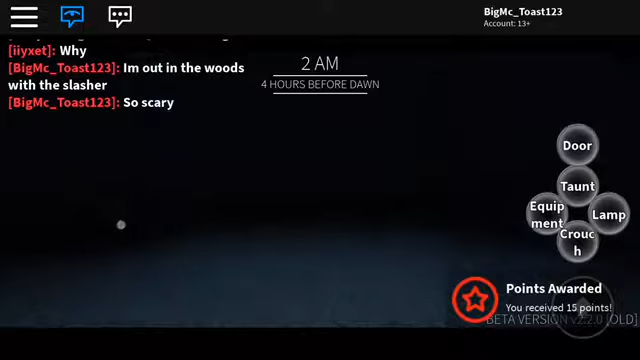 BigMc_Toast123
Account: 13+
[iiyxet]: Why
[BigMc_Toast123]: Im out in the woods
with the slasher
[BigMc_Toast123]: So scary
2 AM
4 HOURS BEFORE DAWN
Door
Taunt
Equip
ment
Lamp
Crouc
h
Points Awarded
You received 15 points!
BETA VERSION v2.2.0 [OLD]